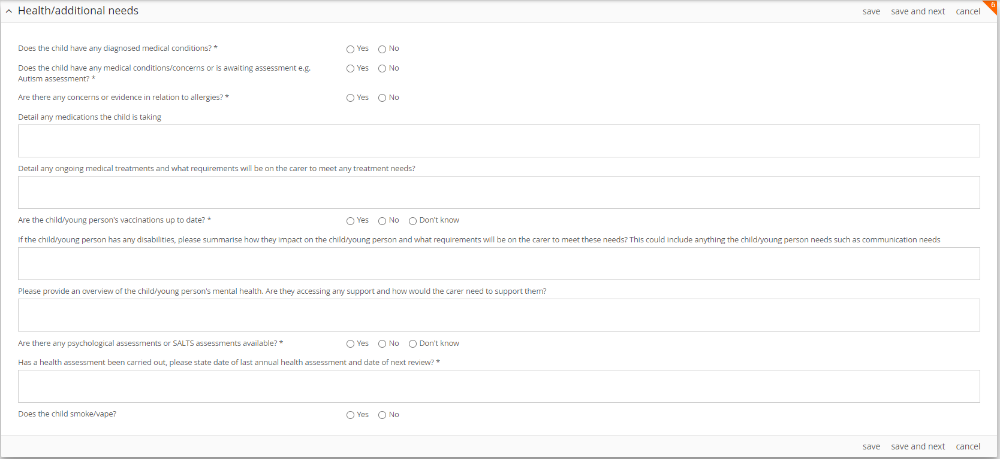 Health/additional needs
save save and next cancel
6
Does the child have any diagnosed medical conditions? *
Yes No
Does the child have any medical conditions/concerns or is awaiting assessment e.g.
Autism assessment? *
Yes No
Are there any concerns or evidence in relation to allergies? *
Yes No
Detail any medications the child is taking
Detail any ongoing medical treatments and what requirements will be on the carer to meet any treatment needs?
Are the child/young person's vaccinations up to date? *
Yes No Don't know
If the child/young person has any disabilities, please summarise how they impact on the child/young person and what requirements will be on the carer to meet these needs? This could include anything the child/young person needs such as communication needs
Please provide an overview of the child/young person's mental health. Are they accessing any support and how would the carer need to support them?
Are there any psychological assessments or SALTS assessments available? *
Yes No Don't know
Has a health assessment been carried out, please state date of last annual health assessment and date of next review? *
Does the child smoke/vape?
Yes No
save save and next cancel